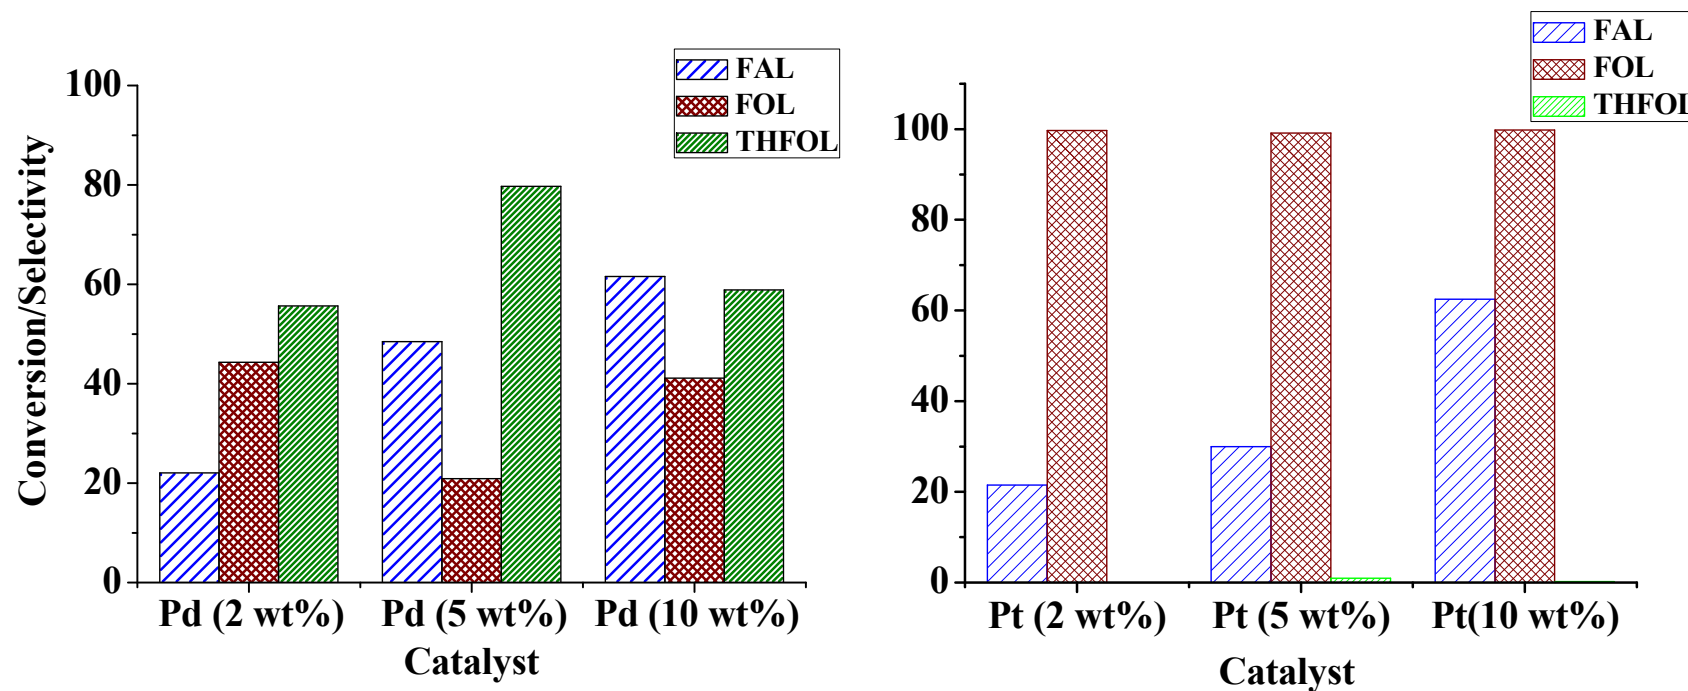 Conversion/Selectivity
100
80
60
40
20
0
FAL
FOL
THFOL
Pd (2 wt%) Pd (5 wt%) Pd (10 wt%)
Catalyst
100
80
60
40
20
0
FAL
FOL
THFOL
Pt (2 wt%) Pt (5 wt%) Pt(10 wt%)
Catalyst